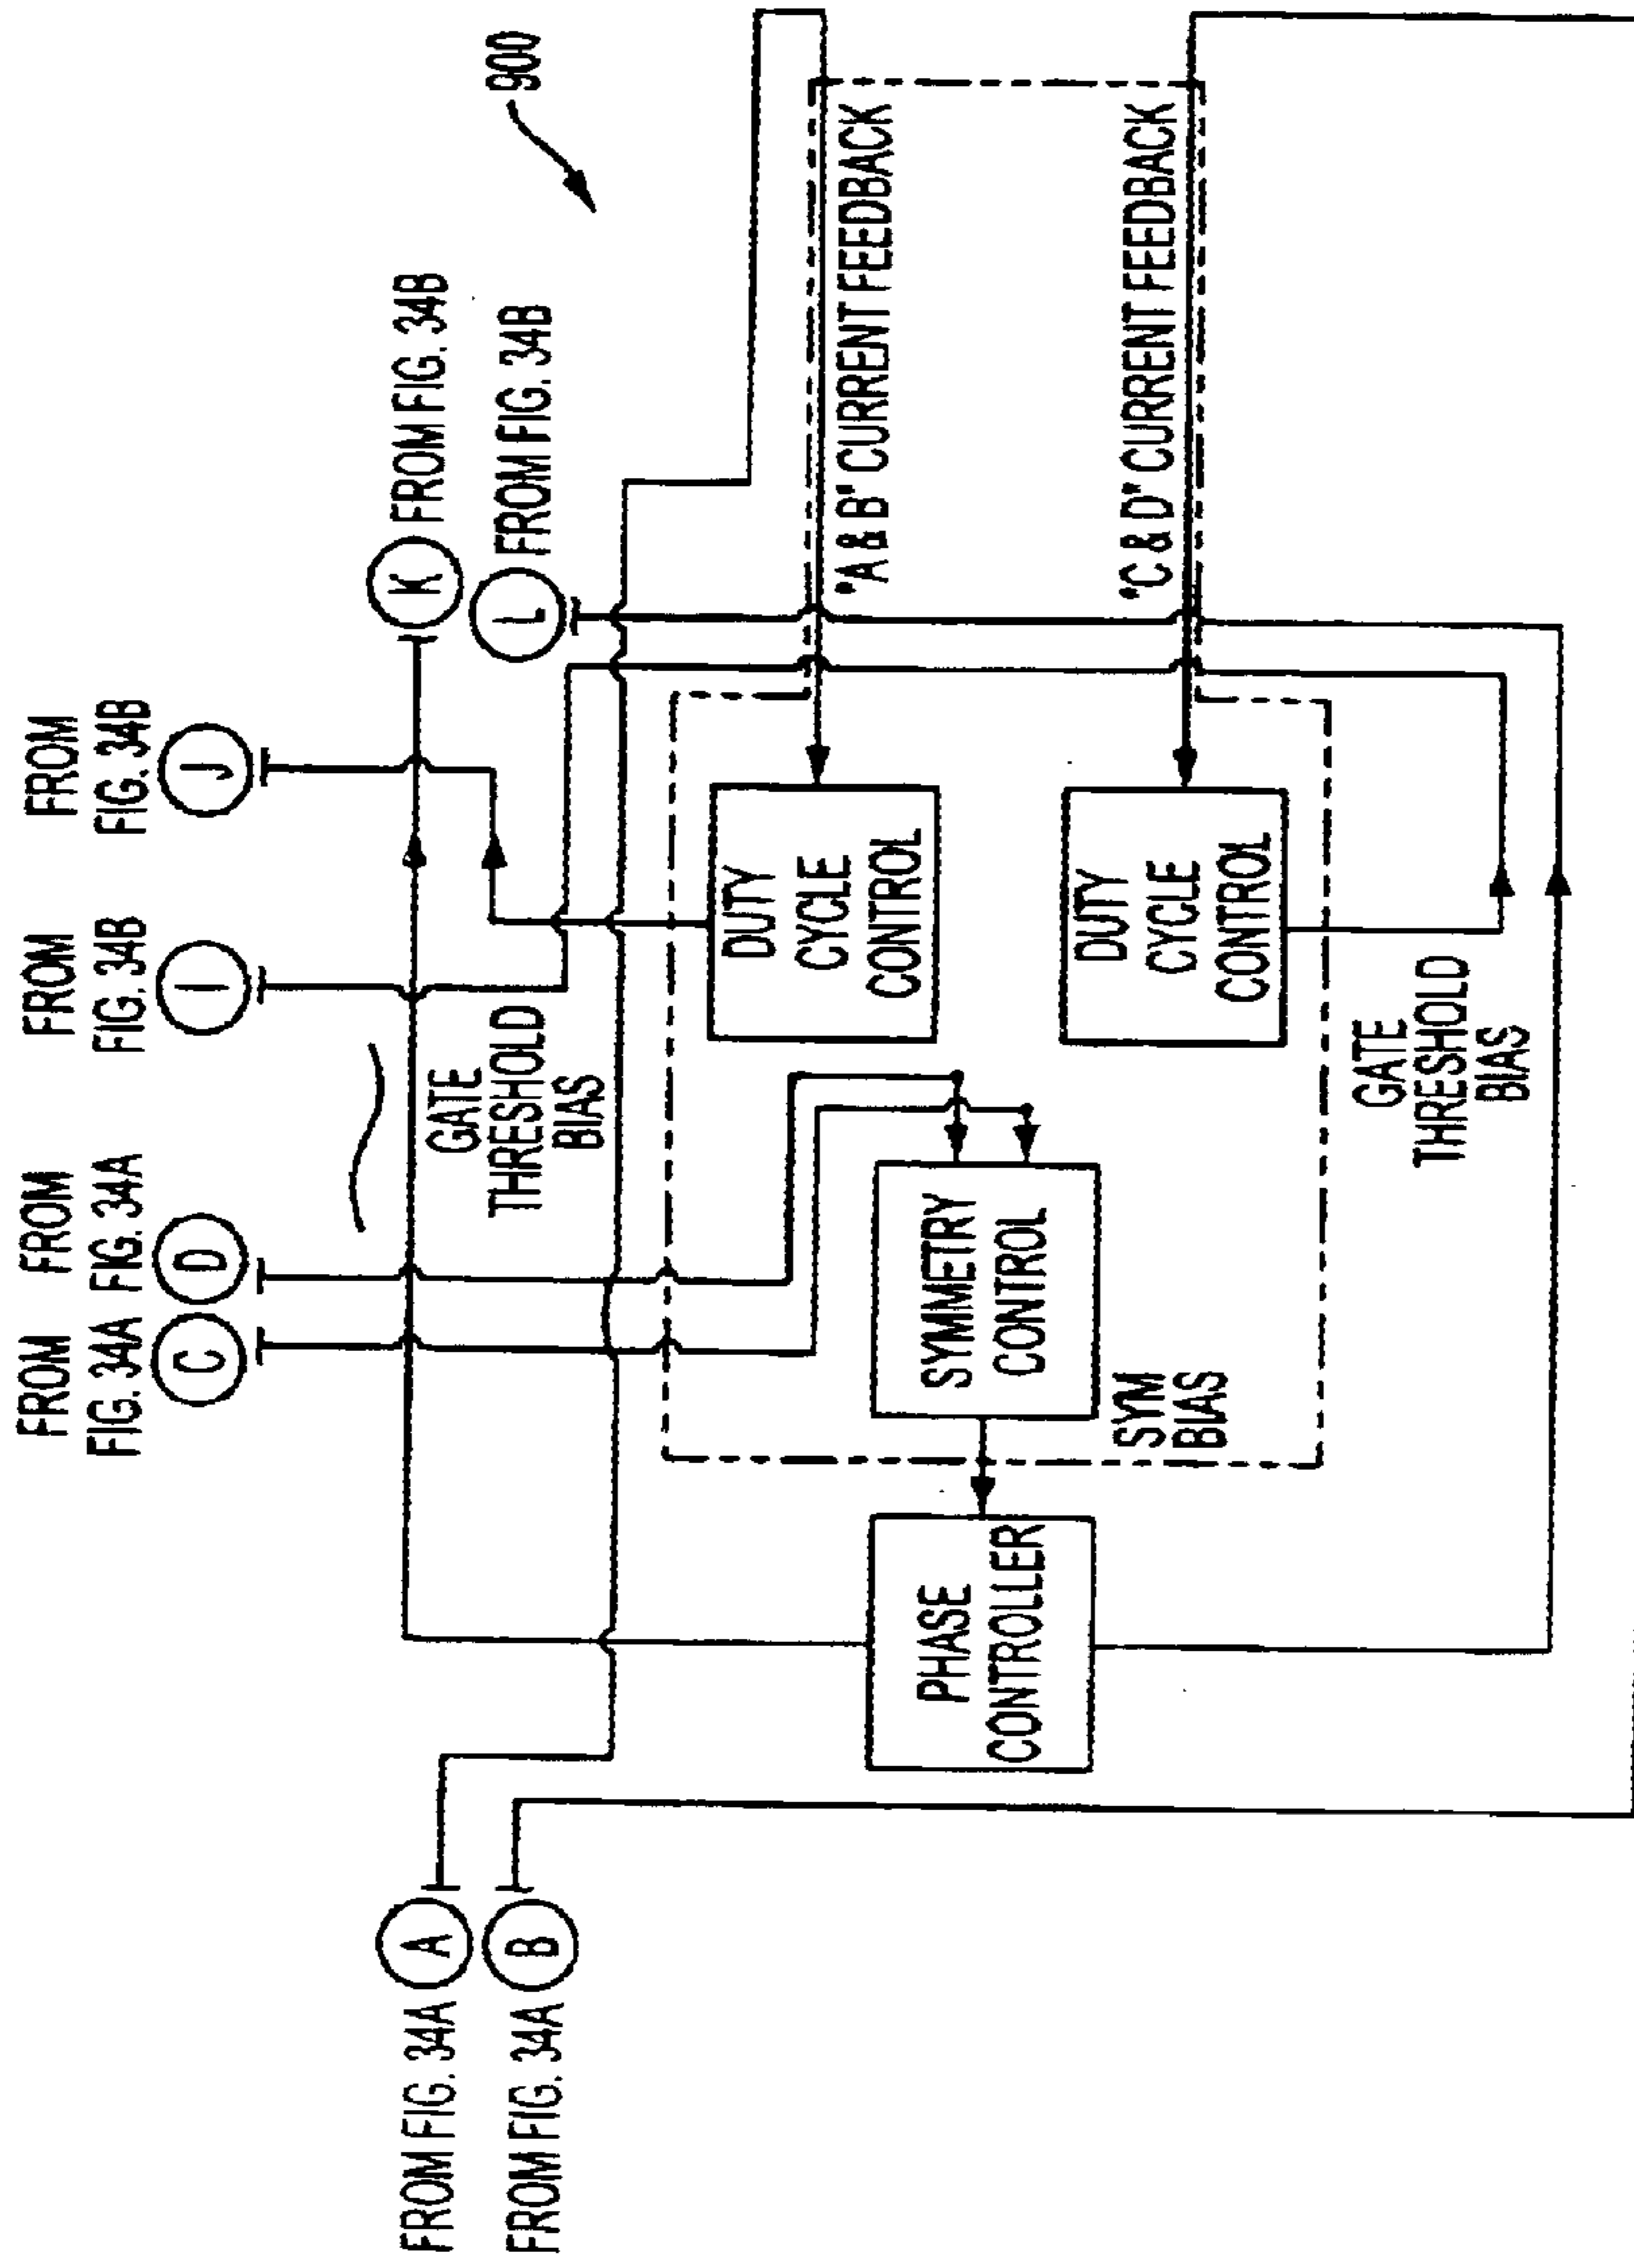 900
FROM
FIG. 34A
C
FROM
FIG. 34A
D
FROM
FIG. 34B
I
FROM
FIG. 34B
J
K FROM FIG. 34B
L FROM FIG. 34B
FROM FIG. 34A A
FROM FIG. 34A B
GATE
THRESHOLD
BIAS
"A & B" CURRENT FEEDBACK
DUTY
CYCLE
CONTROL
SYMMETRY
CONTROL
PHASE
CONTROLLER
SYM
BIAS
"C & D" CURRENT FEEDBACK
DUTY
CYCLE
CONTROL
GATE
THRESHOLD
BIAS